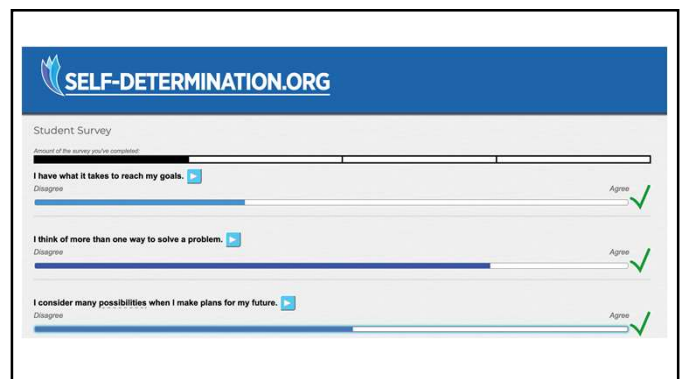 SELF-DETERMINATION.ORG
Student Survey
Amount of the survey you've completed:
I have what it takes to reach my goals.
Disagree Agree
I think of more than one way to solve a problem.
Disagree Agree
I consider many possibilities when I make plans for my future.
Disagree Agree